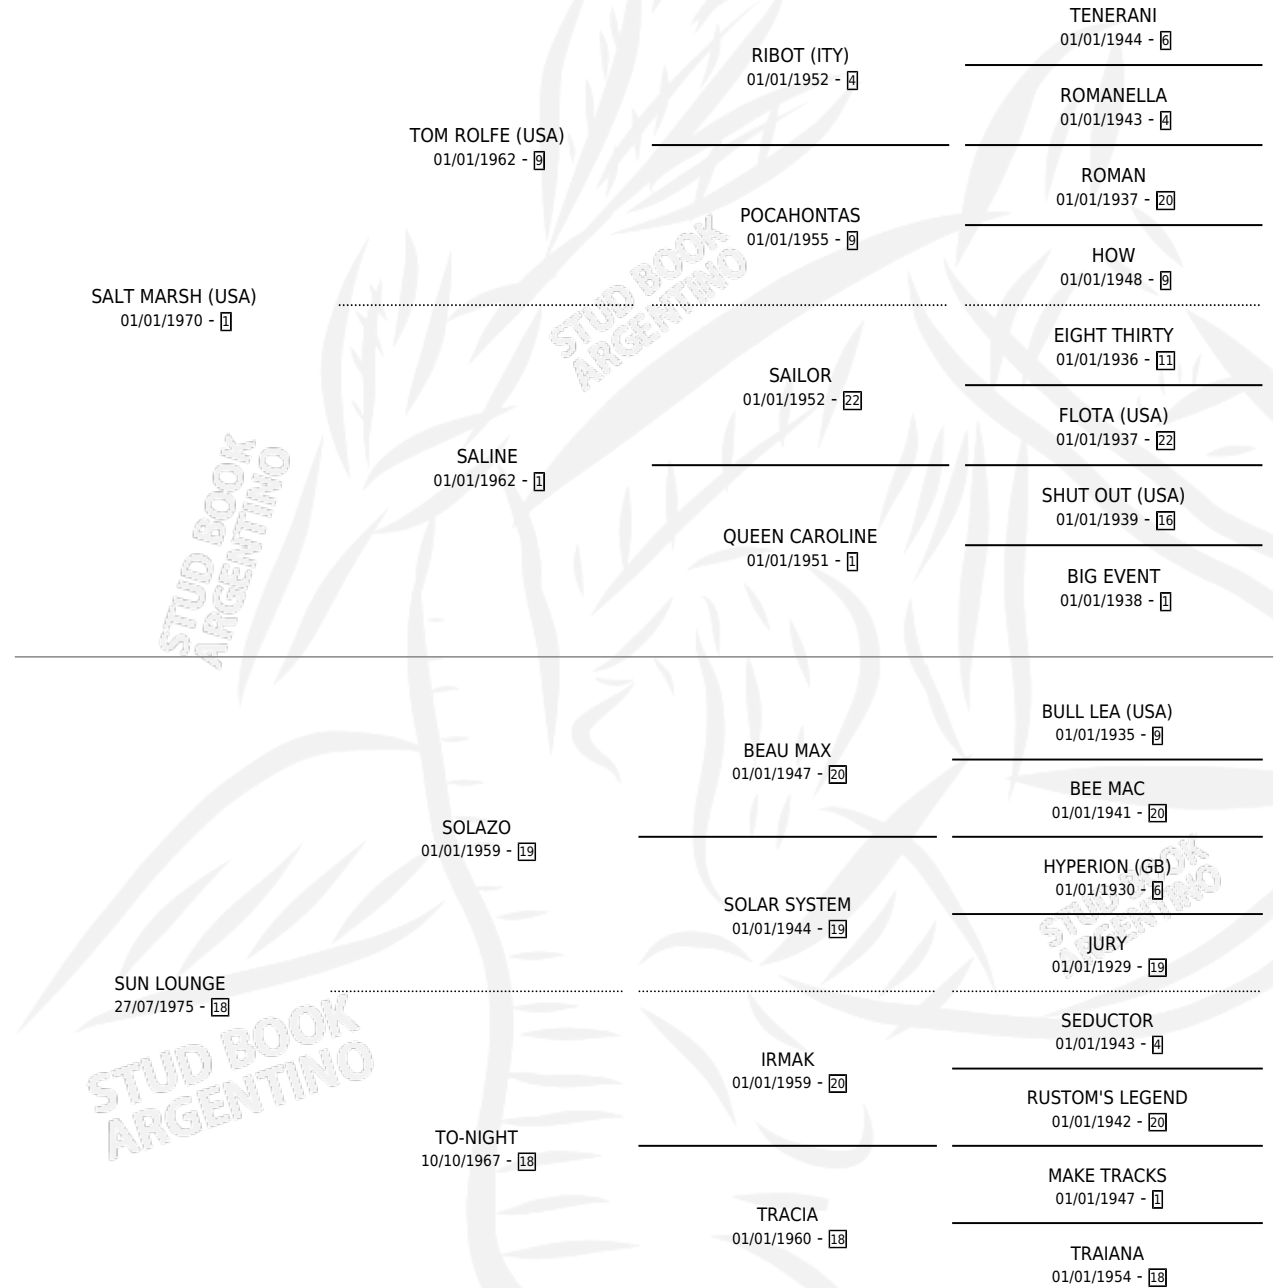 TENERANI
01/01/1944 - 6
RIBOT (ITY)
01/01/1952 - 4
ROMANELLA
01/01/1943 - 4
TOM ROLFE (USA)
01/01/1962 - 9
ROMAN
01/01/1937 - 20
POCAHONTAS
01/01/1955 - 9
HOW
01/01/1948 - 9
SALT MARSH (USA)
01/01/1970 - 1
STUD BOOK
ARGENTINO
EIGHT THIRTY
01/01/1936 - 11
SAILOR
01/01/1952 - 22
FLOTA (USA)
01/01/1937 - 22
SALINE
01/01/1962 - 1
SHUT OUT (USA)
01/01/1939 - 16
QUEEN CAROLINE
01/01/1951 - 1
BIG EVENT
01/01/1938 - 1
STUD BOOK
ARGENTINO
BULL LEA (USA)
01/01/1935 - 9
BEAU MAX
01/01/1947 - 20
BEE MAC
01/01/1941 - 20
SOLAZO
01/01/1959 - 19
HYPERION (GB)
01/01/1930 - 6
SOLAR SYSTEM
01/01/1944 - 19
JURY
01/01/1929 - 19
STUD BOOK
ARGENTINO
SUN LOUNGE
27/07/1975 - 18
SEDUCTOR
01/01/1943 - 4
IRMAK
01/01/1959 - 20
RUSTOM'S LEGEND
01/01/1942 - 20
STUD BOOK
ARGENTINO
TO-NIGHT
10/10/1967 - 18
MAKE TRACKS
01/01/1947 - 1
TRACIA
01/01/1960 - 18
TRAIANA
01/01/1954 - 18